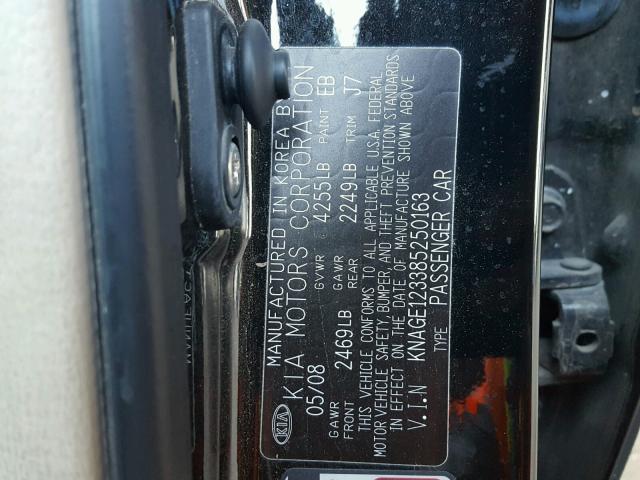 MANUFACTURED IN KOREA B
KIA KIA MOTORS CORPORATION
05/08 GVWR 4255LB PAINT EB
GAWR FRONT 2469LB GAWR REAR 2249LB TRIM J7
THIS VEHICLE CONFORMS TO ALL APPLICABLE U.S.A. FEDERAL
MOTOR VEHICLE SAFETY, BUMPER, AND THEFT PREVENTION STANDARDS
IN EFFECT ON THE DATE OF MANUFACTURE SHOWN ABOVE
V.I.N KNAGE123385250163
TYPE PASSENGER CAR